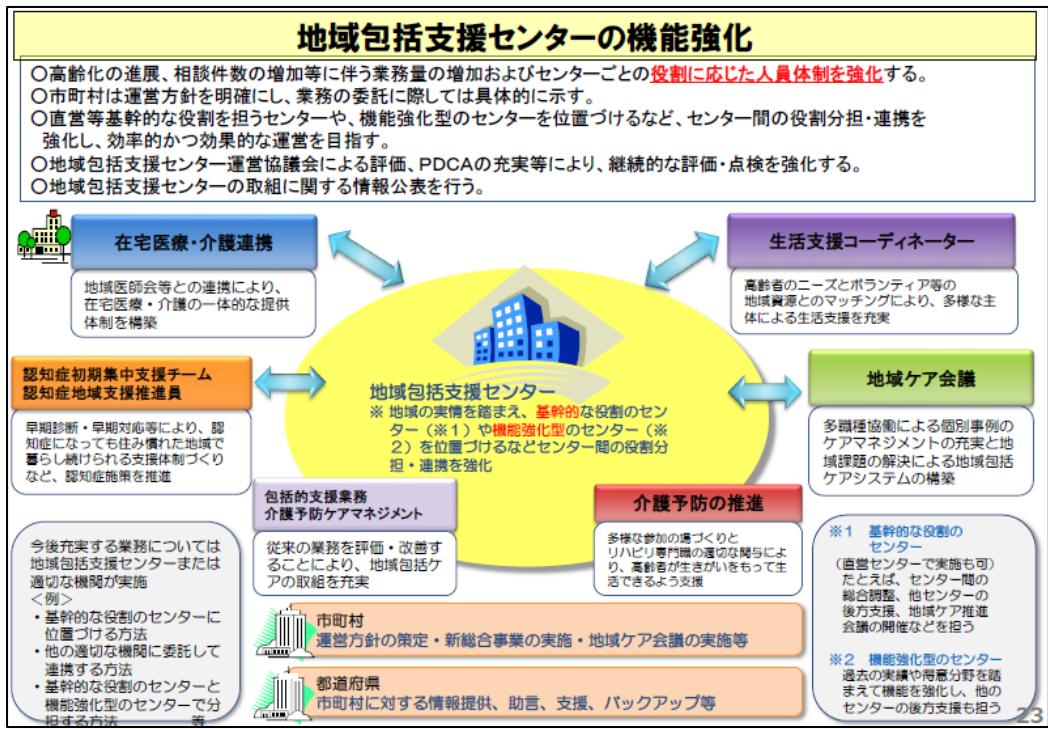 地域包括支援センターの機能強化
○高齢化の進展、相談件数の増加等に伴う業務量の増加およびセンターごとの役割に応じた人員体制を強化する。
○市町村は運営方針を明確にし、業務の委託に際しては具体的に示す。
○直営等基幹的な役割を担うセンターや、機能強化型のセンターを位置づけるなど、センター間の役割分担・連携を
強化し、効率的かつ効果的な運営を目指す。
○地域包括支援センター運営協議会による評価、PDCAの充実等により、継続的な評価・点検を強化する。
○地域包括支援センターの取組に関する情報公表を行う。
在宅医療・介護連携
地域医師会等との連携により、
在宅医療・介護の一体的な提供
体制を構築
生活支援コーディネーター
高齢者のニーズとボランティア等の
地域資源とのマッチングにより、多様な主
体による生活支援を充実
認知症初期集中支援チーム
認知症地域支援推進員
早期診断・早期対応等により、認
知症になっても住み慣れた地域で
暮らし続けられる支援体制づくり
など、認知症施策を推進
地域包括支援センター
※ 地域の実情を踏まえ、基幹的な役割のセン
ター（※１）や機能強化型のセンター（※
２）を位置づけるなどセンター間の役割分
担・連携を強化
地域ケア会議
多職種協働による個別事例の
ケアマネジメントの充実と地
域課題の解決による地域包括
ケアシステムの構築
包括的支援業務
介護予防ケアマネジメント
従来の業務を評価・改善す
ることにより、地域包括ケ
アの取組を充実
介護予防の推進
多様な参加の場づくりと
リハビリ専門職の適切な関与によ
り、高齢者が生きがいをもって生
活できるよう支援
今後充実する業務については
地域包括支援センターまたは
適切な機関が実施
＜例＞
・基幹的な役割のセンターに
位置づける方法
・他の適切な機関に委託して
連携する方法
・基幹的な役割のセンターと
機能強化型のセンターで分
担する方法 等
市町村
運営方針の策定・新総合事業の実施・地域ケア会議の実施等
都道府県
市町村に対する情報提供、助言、支援、バックアップ等
※１ 基幹的な役割の
センター
（直営センターで実施も可）
たとえば、センター間の
総合調整、他センターの
後方支援、地域ケア推進
会議の開催などを担う
※２ 機能強化型のセンター
過去の実績や得意分野を踏
まえて機能を強化し、他の
センターの後方支援も担う
23